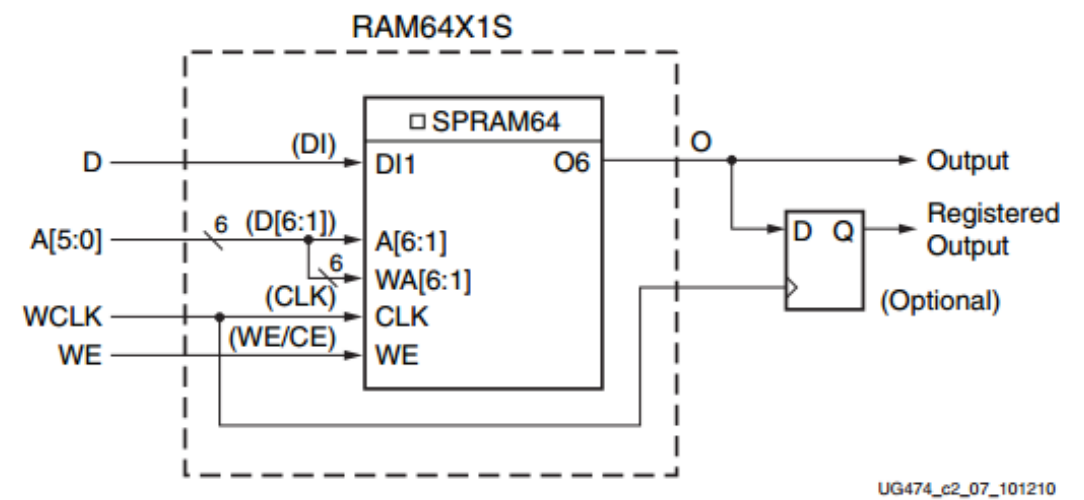 RAM64X1S
SPRAM64
D
(DI)
DI1
O6
O
Output
A[5:0]
6
(D[6:1])
A[6:1]
6
WA[6:1]
D Q
Registered
Output
(Optional)
WCLK
(CLK)
CLK
WE
(WE/CE)
WE
UG474_c2_07_101210